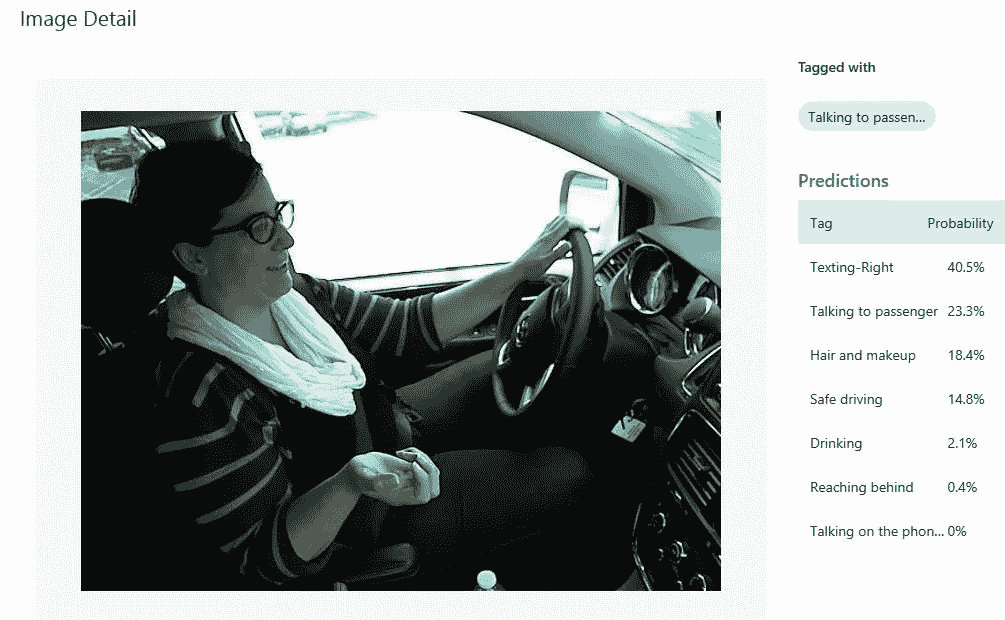 Image Detail
Tagged with
Talking to passen...
Predictions
Tag Probability
Texting-Right 40.5%
Talking to passenger 23.3%
Hair and makeup 18.4%
Safe driving 14.8%
Drinking 2.1%
Reaching behind 0.4%
Talking on the phon... 0%